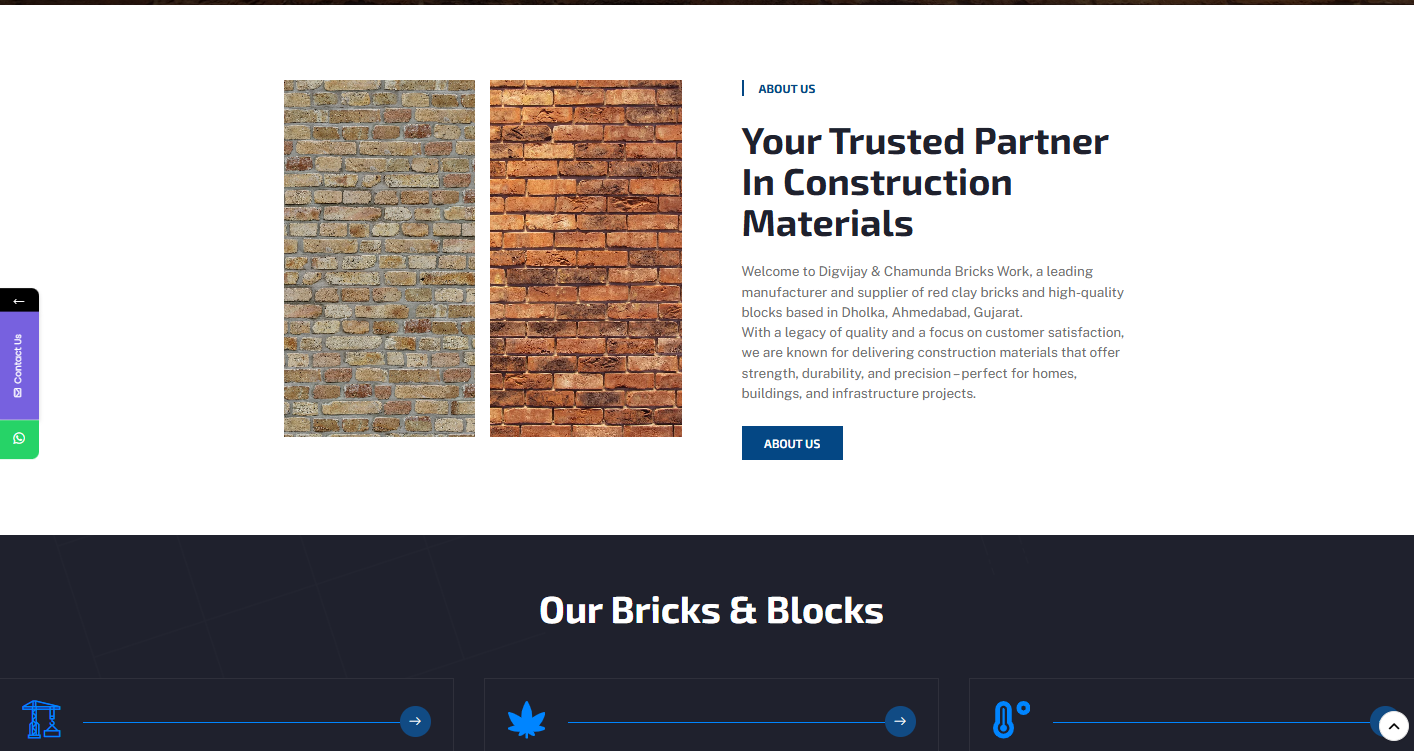 ABOUT US
Your Trusted Partner
In Construction
Materials
Welcome to Digvijay & Chamunda Bricks Work, a leading
manufacturer and supplier of red clay bricks and high-quality
blocks based in Dholka, Ahmedabad, Gujarat.
With a legacy of quality and a focus on customer satisfaction,
we are known for delivering construction materials that offer
strength, durability, and precision – perfect for homes,
buildings, and infrastructure projects.
ABOUT US
Contact Us
Our Bricks & Blocks